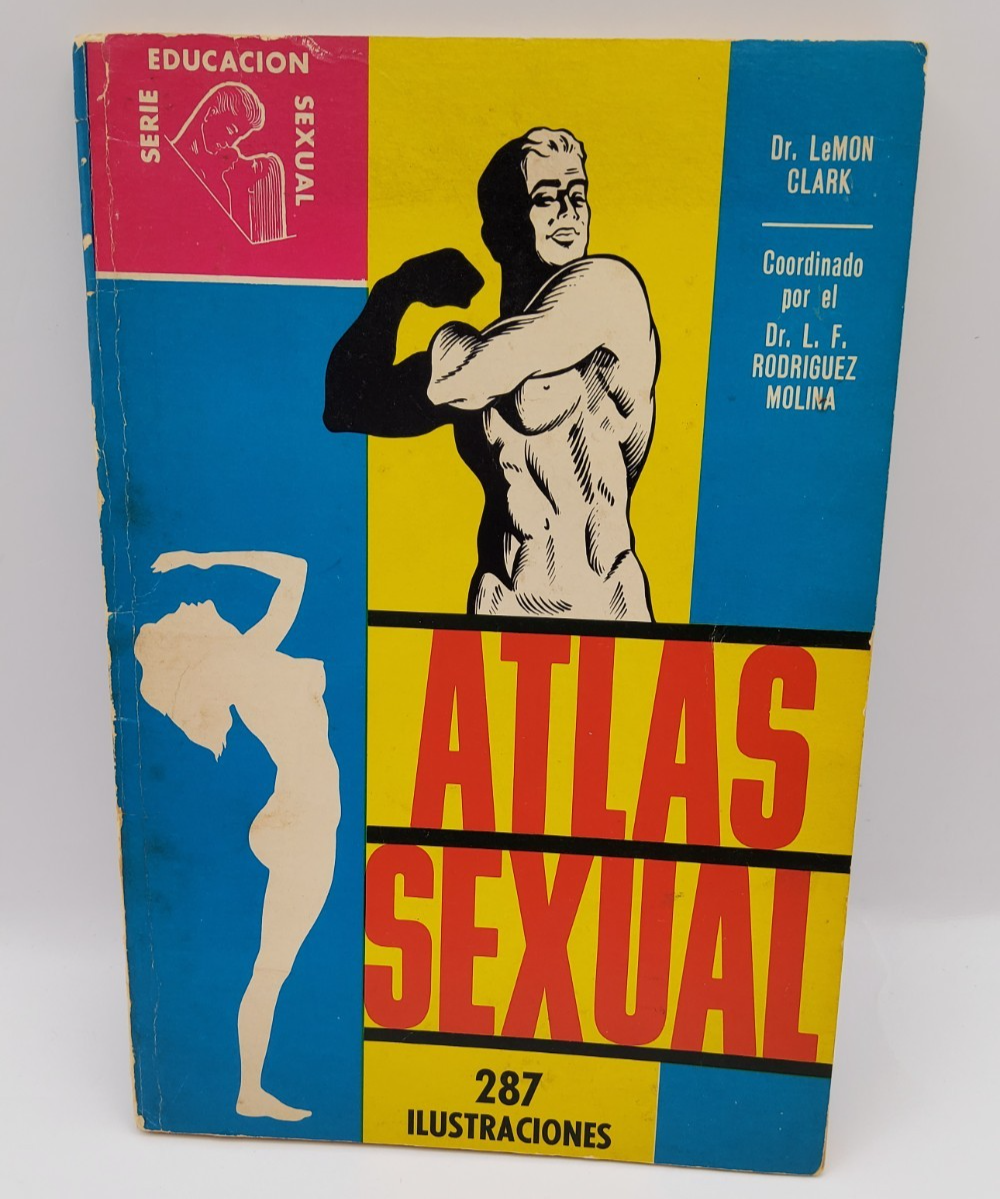 SERIE
EDUCACION
SEXUAL
Dr. LeMON
CLARK
Coordinado
por el
Dr. L. F.
RODRIGUEZ
MOLINA
ATLAS
SEXUAL
287
ILUSTRACIONES